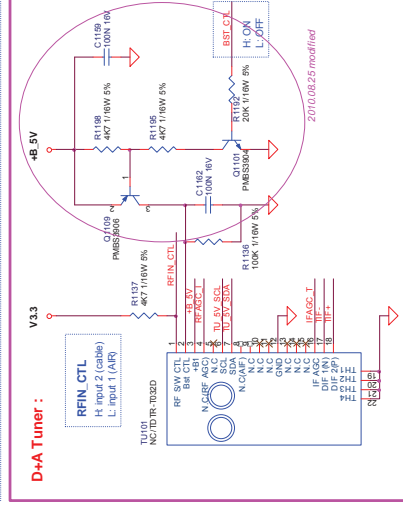 D+A Tuner :
RFIN_CTL
H: input 2 (cable)
L: input 1 (AIR)
V3.3
R1137
4K7 1/16W 5%
RFIN_CTL
+B_5V
C1159
100N 16V
R1198
4K7 1/16W 5%
R1195
4K7 1/16W 5%
Q1109
PMBS3906
1
2
3
BST_CTL
H: ON
L: OFF
R1192
20K 1/16W 5%
Q1101
PMBS3904
C1162
100N 16V
R1136
100K 1/16W 5%
2010.08.25 modified
TU101
NC/TDTR-T032D
RF S/W CTL 1
Bst CTL 2
+B1 3 +B_5V
N.C(RF AGC) 4 RFAGC_T
N.C 5
SCL 6 TU_5V_SCL
SDA 7 TU_5V_SDA
N.C(AIF) 8
N.C 9
N.C 10
N.C 11
GND 12
N.C 13
N.C 14
N.C 15
IF AGC 16 IFAGC_T
DIF 1(N) 17 TIF-
DIF 2(P) 18 TIF+
TH1 19
TH2 20
TH3 21
TH4 22